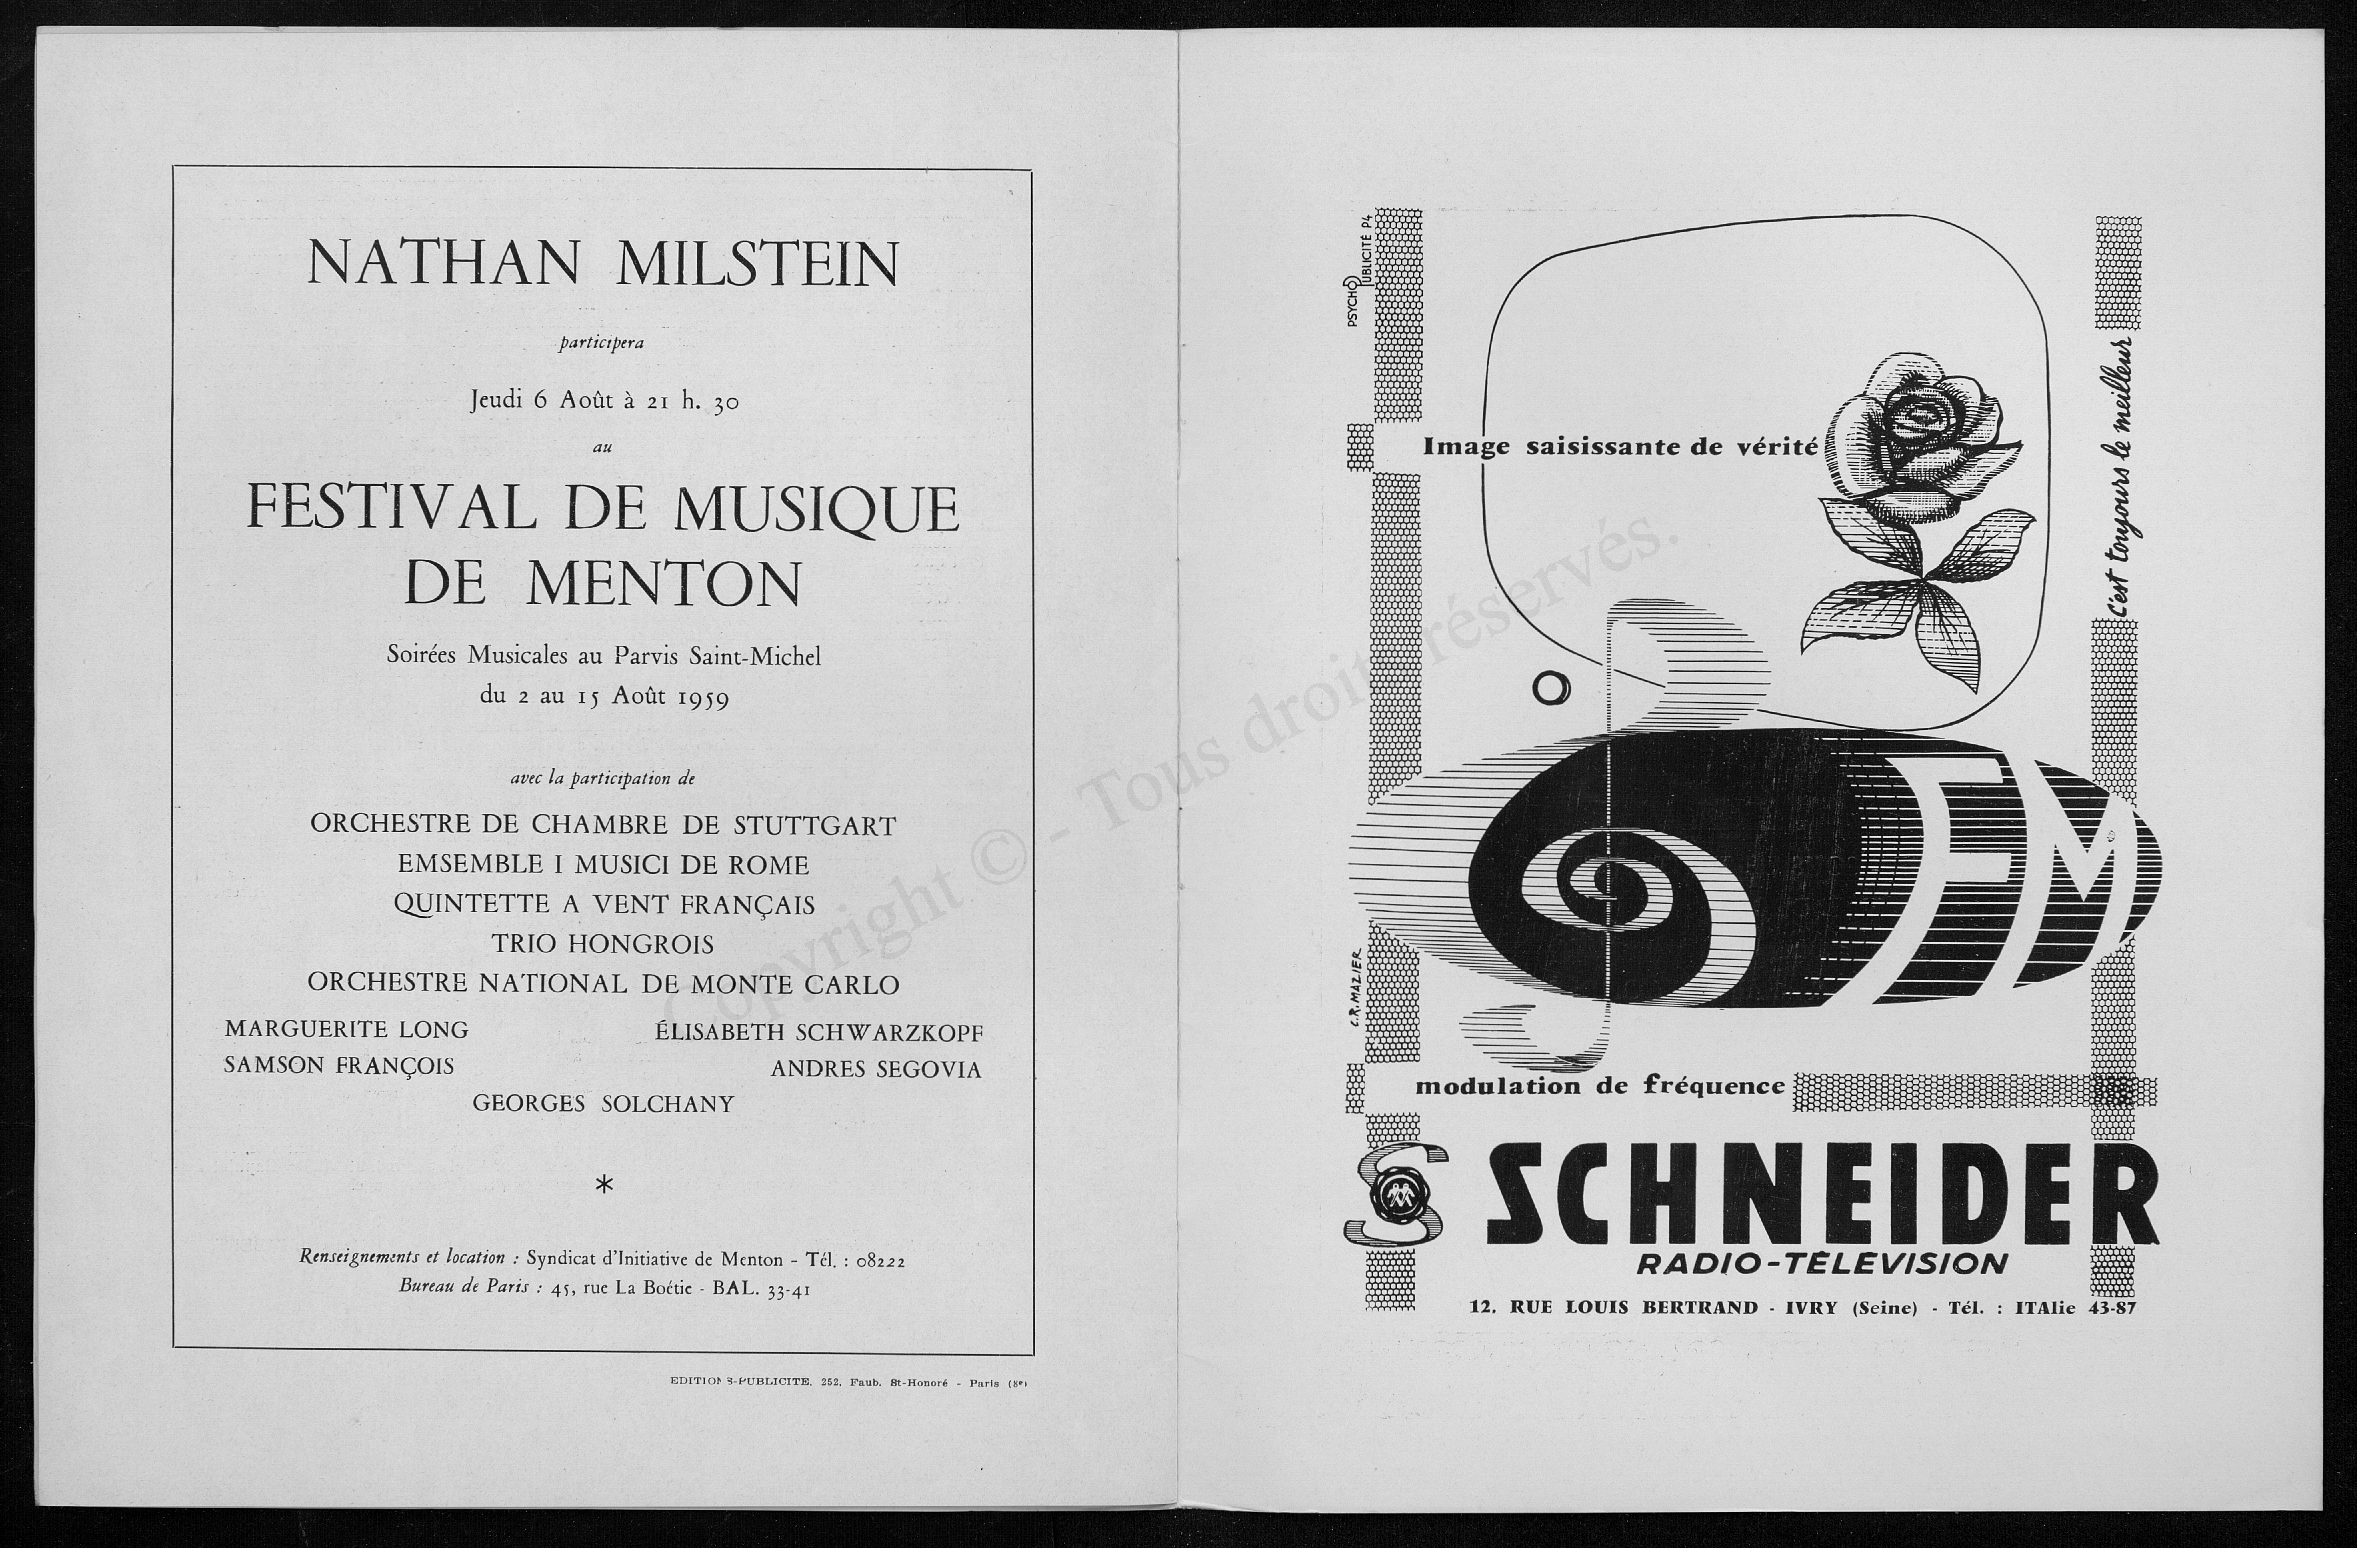 NATHAN MILSTEIN
participera
Jeudi 6 Août à 21 h. 30
au
FESTIVAL DE MUSIQUE
DE MENTON
Soirées Musicales au Parvis Saint-Michel
du 2 au 15 Août 1959
avec la participation de
ORCHESTRE DE CHAMBRE DE STUTTGART
EMSEMBLE I MUSICI DE ROME
QUINTETTE A VENT FRANÇAIS
TRIO HONGROIS
ORCHESTRE NATIONAL DE MONTE CARLO
MARGUERITE LONG ÉLISABETH SCHWARZKOPF
SAMSON FRANÇOIS ANDRES SEGOVIA
GEORGES SOLCHANY
*
Renseignements et location : Syndicat d'Initiative de Menton - Tél. : 08222
Bureau de Paris : 45, rue La Boétie - BAL. 33-41
EDITIONS-PUBLICITE, 252, Faub. St-Honoré - Paris (8e)
Copyright © - Tous droits réservés.
PSYCHO PUBLICITÉ P4
Image saisissante de vérité
C'est toujours le meilleur
FM
C.R.MAZIER
modulation de fréquence
SCHNEIDER
RADIO-TÉLÉVISION
12, RUE LOUIS BERTRAND - IVRY (Seine) - Tél. : ITAlie 43-87